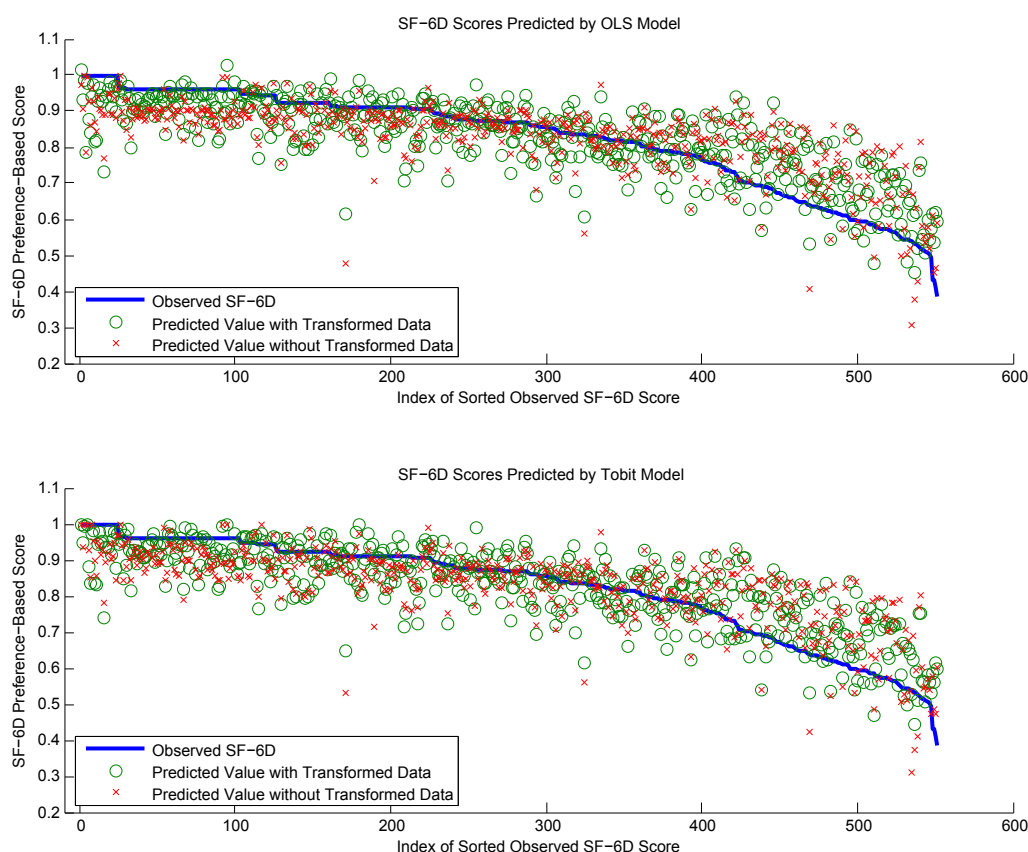 SF−6D Scores Predicted by OLS Model
1.1
1
0.9
0.8
0.7
0.6
0.5
0.4
0.3
0.2
SF−6D Preference−Based Score
Observed SF−6D
Predicted Value with Transformed Data
Predicted Value without Transformed Data
0 100 200 300 400 500 600
Index of Sorted Observed SF−6D Score
SF−6D Scores Predicted by Tobit Model
1.1
1
0.9
0.8
0.7
0.6
0.5
0.4
0.3
0.2
SF−6D Preference−Based Score
Observed SF−6D
Predicted Value with Transformed Data
Predicted Value without Transformed Data
0 100 200 300 400 500 600
Index of Sorted Observed SF−6D Score